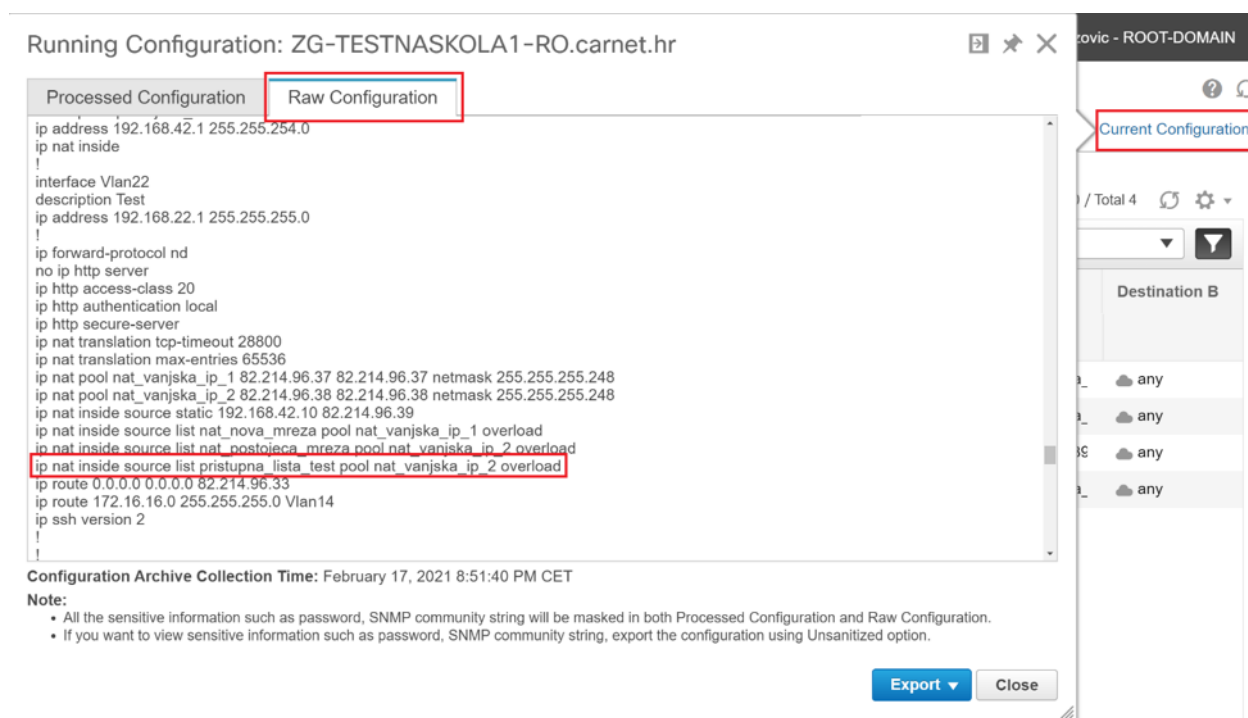 Running Configuration: ZG-TESTNASKOLA1-RO.carnet.hr
ovic - ROOT-DOMAIN
Processed Configuration
Raw Configuration
Current Configuration
ip address 192.168.42.1 255.255.254.0
ip nat inside
!
interface Vlan22
description Test
ip address 192.168.22.1 255.255.255.0
!
ip forward-protocol nd
no ip http server
ip http access-class 20
ip http authentication local
ip http secure-server
ip nat translation tcp-timeout 28800
ip nat translation max-entries 65536
ip nat pool nat_vanjska_ip_1 82.214.96.37 82.214.96.37 netmask 255.255.255.248
ip nat pool nat_vanjska_ip_2 82.214.96.38 82.214.96.38 netmask 255.255.255.248
ip nat inside source static 192.168.42.10 82.214.96.39
ip nat inside source list nat_nova_mreza pool nat_vanjska_ip_1 overload
ip nat inside source list nat_postojeca_mreza pool nat_vanjska_ip_2 overload
ip nat inside source list pristupna_lista_test pool nat_vanjska_ip_2 overload
ip route 0.0.0.0 0.0.0.0 82.214.96.33
ip route 172.16.16.0 255.255.255.0 Vlan14
ip ssh version 2
!
!
/ Total 4
Destination B
any
any
any
any
Configuration Archive Collection Time: February 17, 2021 8:51:40 PM CET
Note:
• All the sensitive information such as password, SNMP community string will be masked in both Processed Configuration and Raw Configuration.
• If you want to view sensitive information such as password, SNMP community string, export the configuration using Unsanitized option.
Export
Close